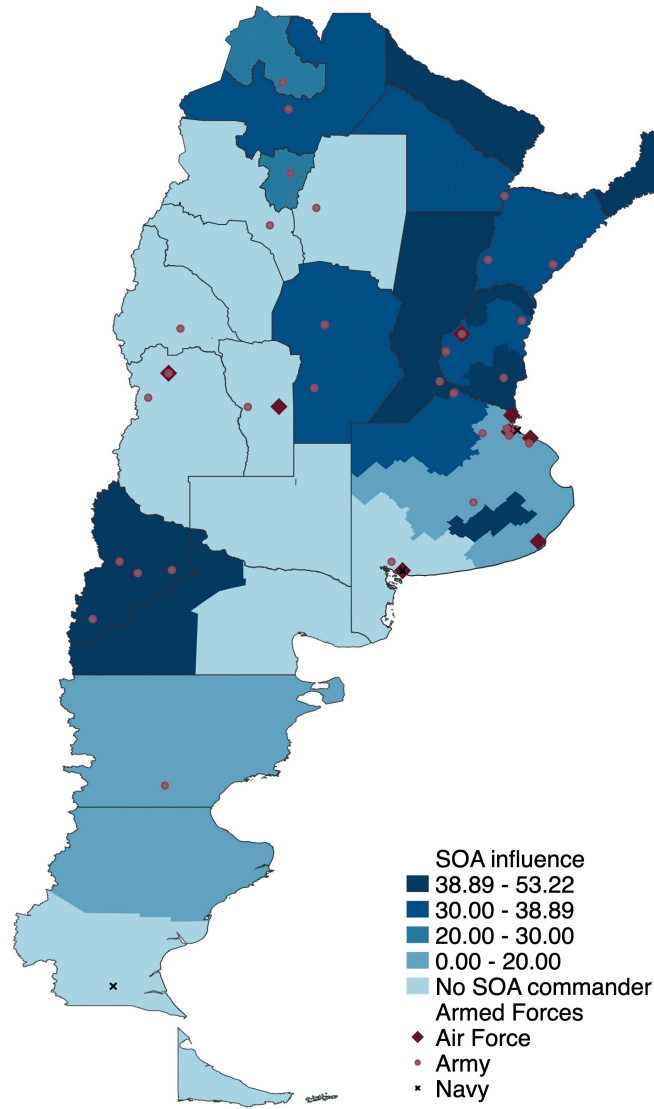 SOA influence
38.89 - 53.22
30.00 - 38.89
20.00 - 30.00
0.00 - 20.00
No SOA commander
Armed Forces
Air Force
Army
Navy